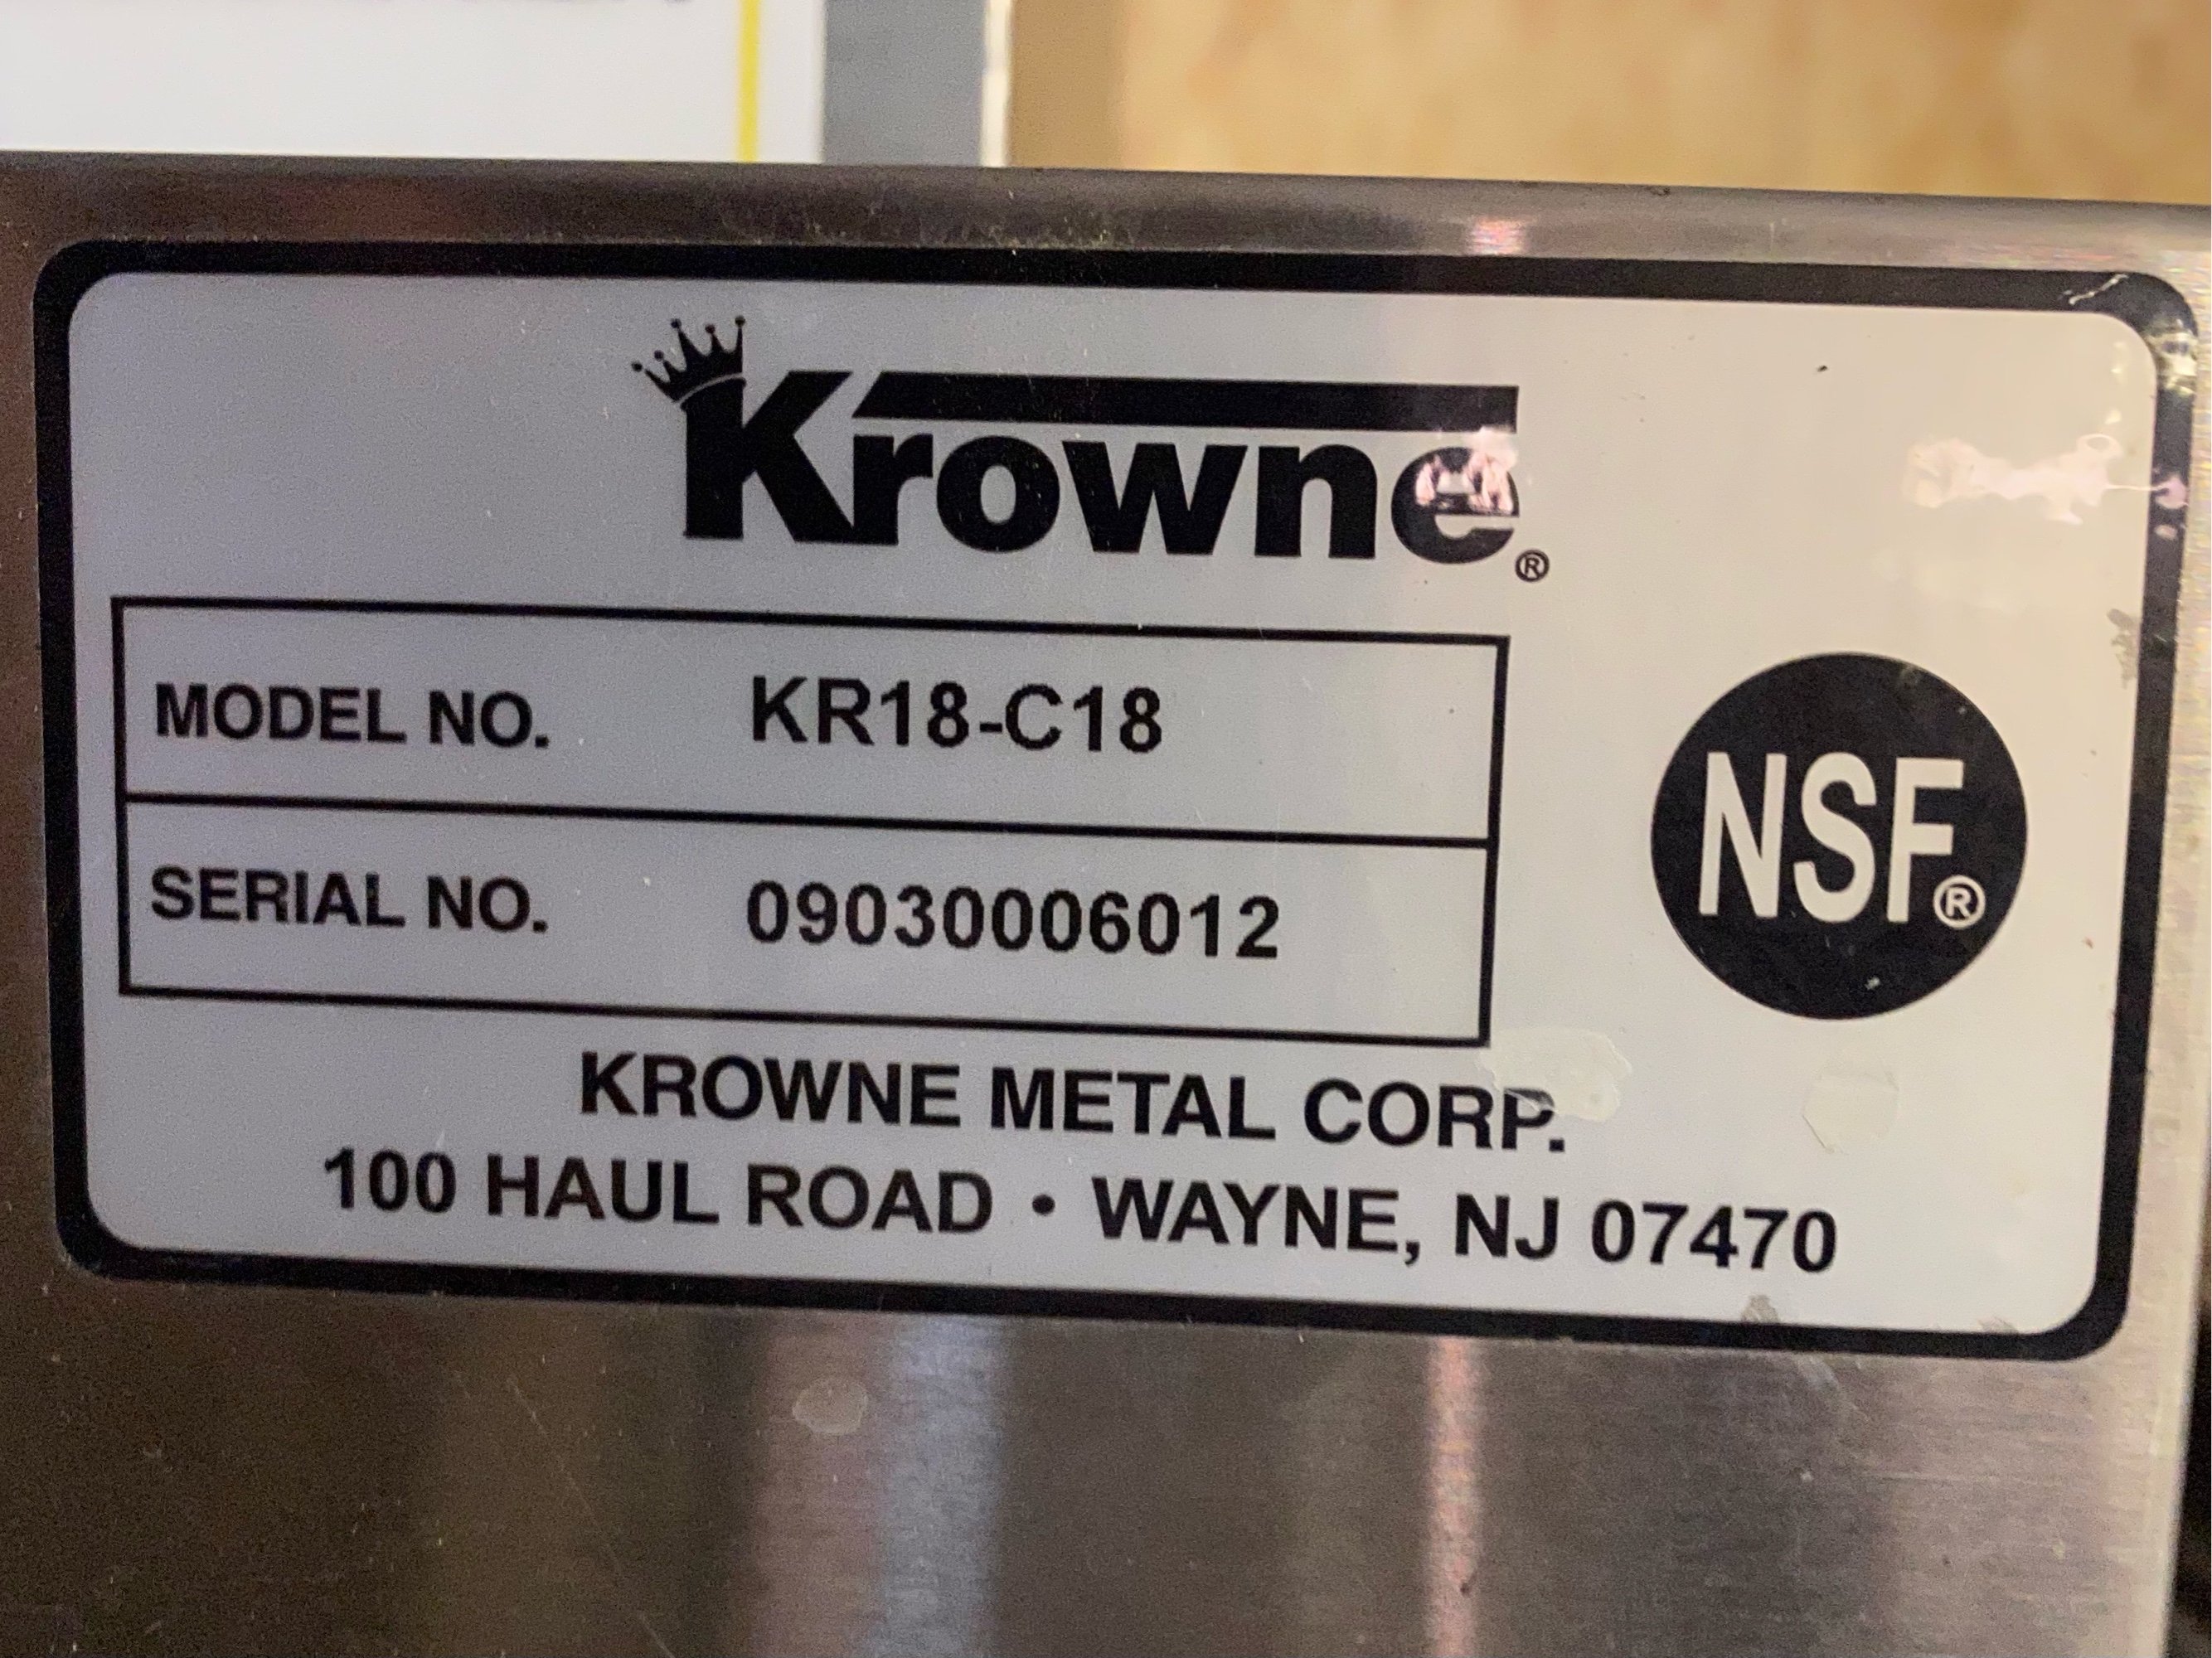 Krowne®
MODEL NO. KR18-C18
SERIAL NO. 09030006012
NSF®
KROWNE METAL CORP.
100 HAUL ROAD • WAYNE, NJ 07470